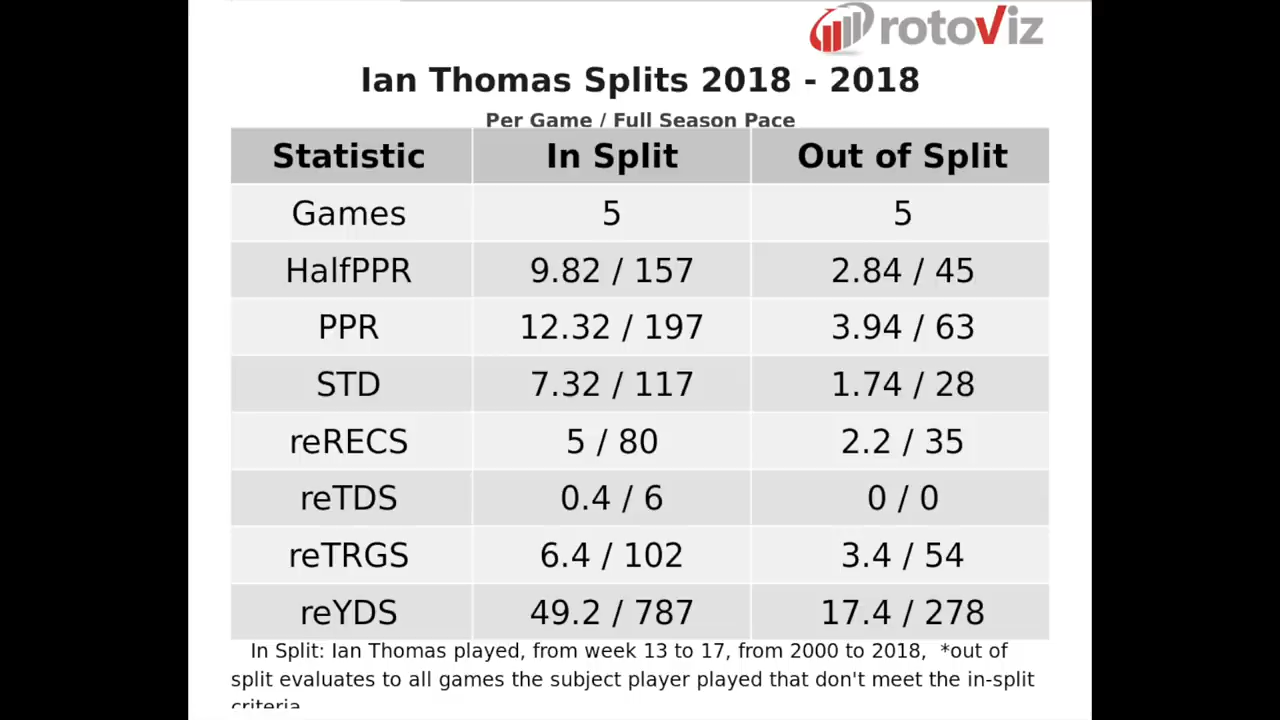 rotoViz
Ian Thomas Splits 2018 - 2018
Per Game / Full Season Pace
Statistic In Split Out of Split
Games 5 5
HalfPPR 9.82 / 157 2.84 / 45
PPR 12.32 / 197 3.94 / 63
STD 7.32 / 117 1.74 / 28
reRECS 5 / 80 2.2 / 35
reTDS 0.4 / 6 0 / 0
reTRGS 6.4 / 102 3.4 / 54
reYDS 49.2 / 787 17.4 / 278
In Split: Ian Thomas played, from week 13 to 17, from 2000 to 2018, *out of
split evaluates to all games the subject player played that don't meet the in-split
criteria